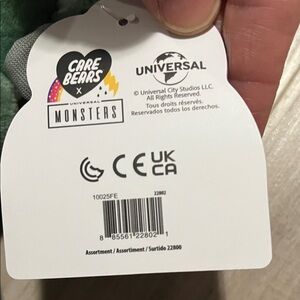 CARE
BEARS
X
UNIVERSAL
MONSTERS
UNIVERSAL
© Universal City Studios LLC.
All Rights Reserved.
Tous droits réservés.
Reservados todos los derechos.
CE UK
CA
10025FE 22802
8 85561 22802 1
Assortment / Assortiment / Surtido 22800